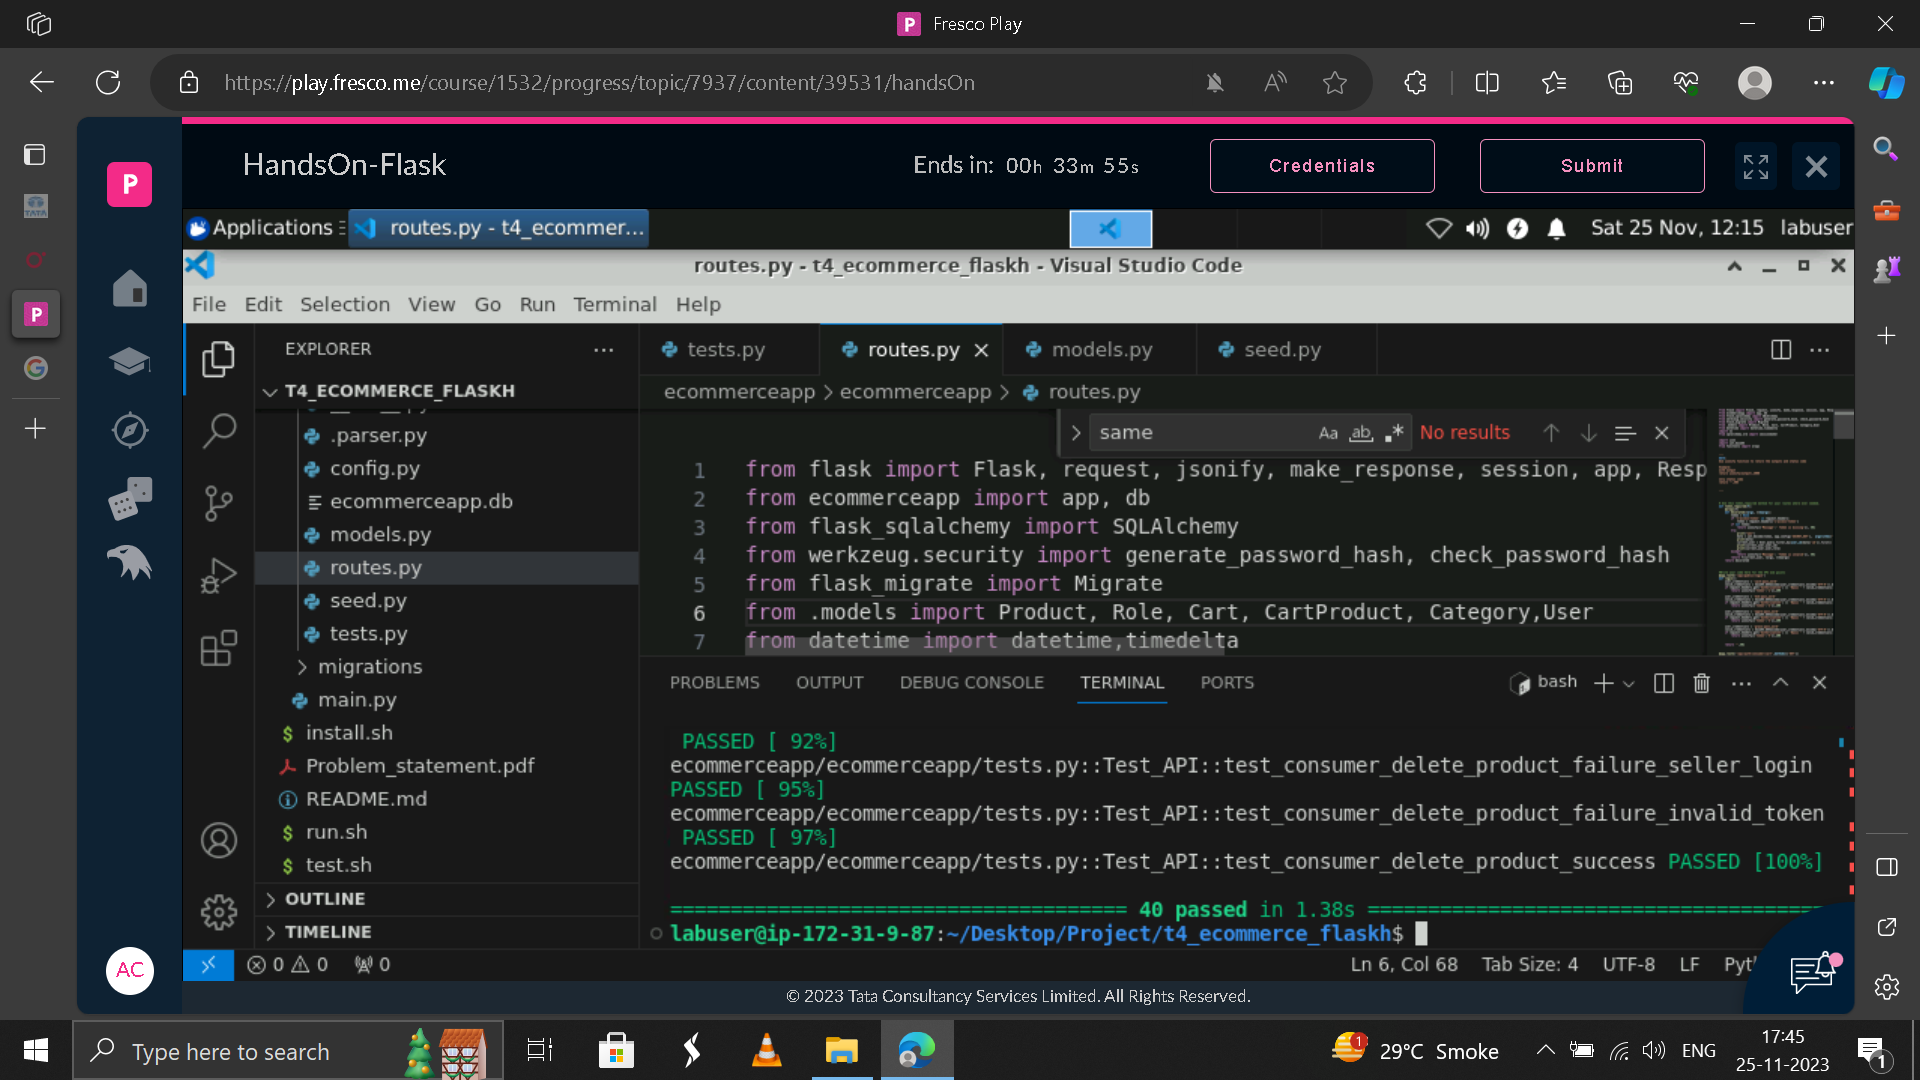 Fresco Play
https://play.fresco.me/course/1532/progress/topic/7937/content/39531/handsOn
HandsOn-Flask
Ends in: 00h 33m 55s
Credentials
Submit
Applications
routes.py - t4_ecommer...
Sat 25 Nov, 12:15
labuser
routes.py - t4_ecommerce_flaskh - Visual Studio Code
File Edit Selection View Go Run Terminal Help
EXPLORER
tests.py
routes.py
models.py
seed.py
T4_ECOMMERCE_FLASKH
ecommerceapp > ecommerceapp > routes.py
same
Aa ab .*
No results
.parser.py
config.py
ecommerceapp.db
models.py
routes.py
seed.py
tests.py
migrations
main.py
install.sh
Problem_statement.pdf
README.md
run.sh
test.sh
OUTLINE
TIMELINE
1 from flask import Flask, request, jsonify, make_response, session, app, Resp
2 from ecommerceapp import app, db
3 from flask_sqlalchemy import SQLAlchemy
4 from werkzeug.security import generate_password_hash, check_password_hash
5 from flask_migrate import Migrate
6 from .models import Product, Role, Cart, CartProduct, Category,User
7 from datetime import datetime,timedelta
PROBLEMS OUTPUT DEBUG CONSOLE TERMINAL PORTS
bash
PASSED [ 92%]
ecommerceapp/ecommerceapp/tests.py::Test_API::test_consumer_delete_product_failure_seller_login
PASSED [ 95%]
ecommerceapp/ecommerceapp/tests.py::Test_API::test_consumer_delete_product_failure_invalid_token
PASSED [ 97%]
ecommerceapp/ecommerceapp/tests.py::Test_API::test_consumer_delete_product_success PASSED [100%]
40 passed in 1.38s
labuser@ip-172-31-9-87:~/Desktop/Project/t4_ecommerce_flaskh$
0 0 0
Ln 6, Col 68 Tab Size: 4 UTF-8 LF
AC
© 2023 Tata Consultancy Services Limited. All Rights Reserved.
Type here to search
29°C Smoke
ENG
17:45
25-11-2023
1